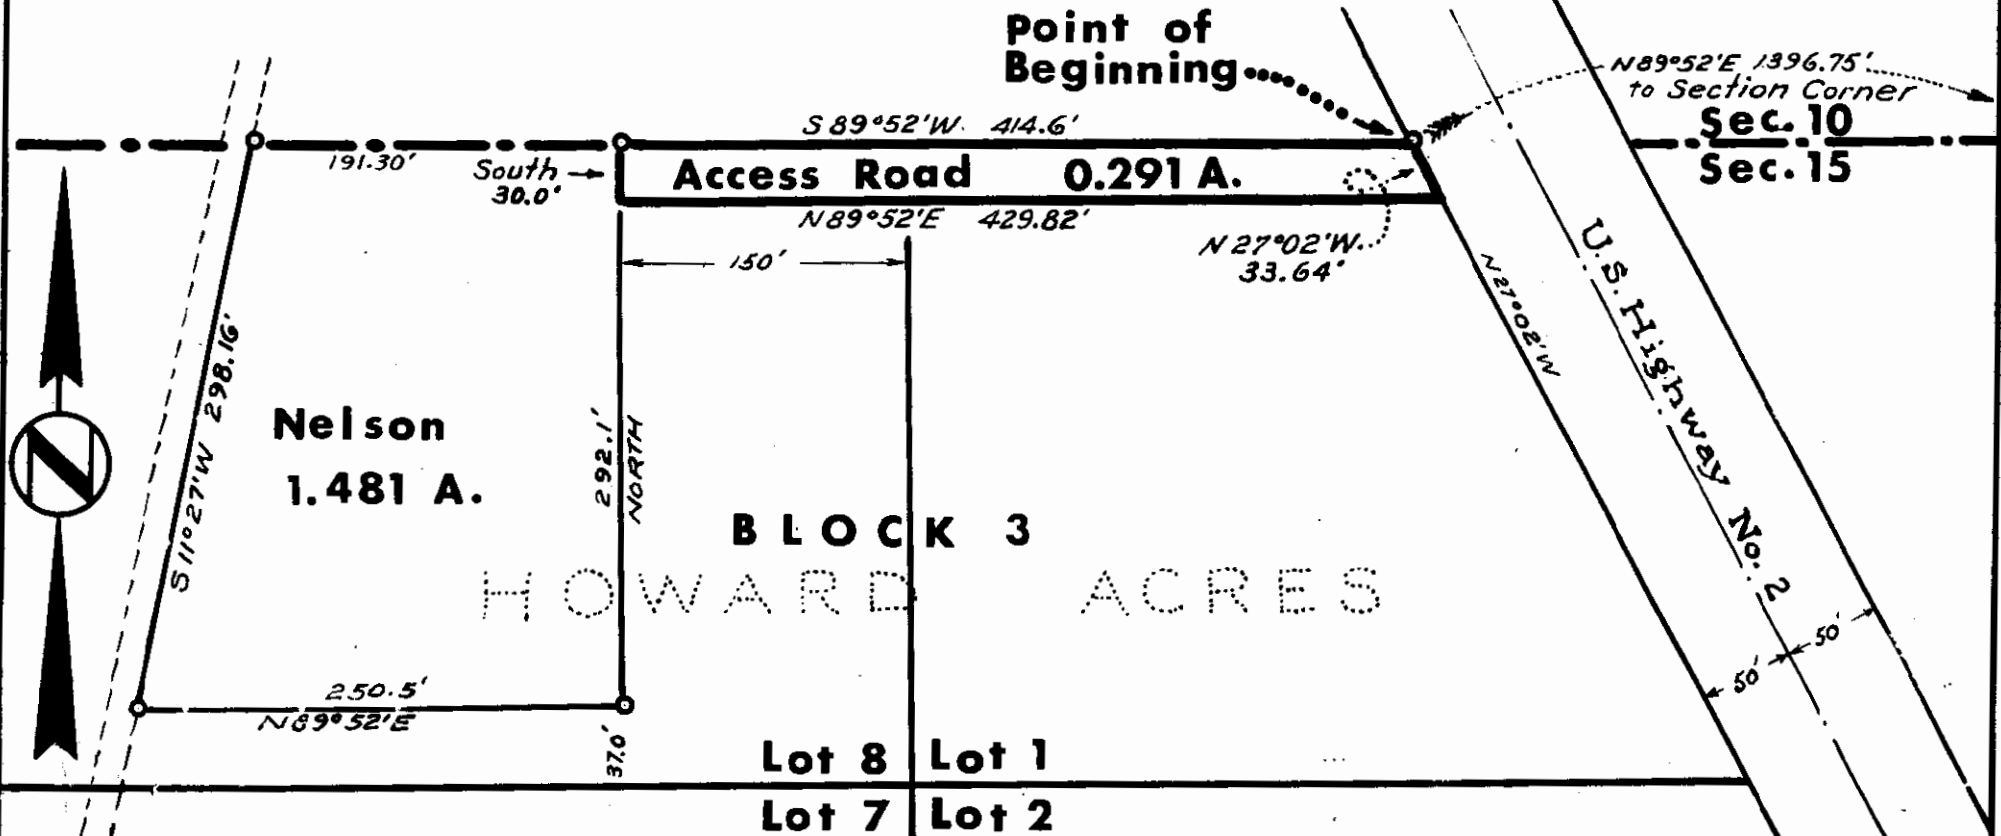 Point of
Beginning
N89°52'E 1396.75'
to Section Corner
Sec. 10
Sec. 15
S 89°52'W. 414.6'
191.30'
South
30.0'
Access Road 0.291 A.
N89°52'E 429.82'
N 27°02'W.
33.64'
150'
N27°02'W
U.S. Highway No. 2
S 11°27'W 298.16'
Nelson
1.481 A.
292.1'
NORTH
N
BLOCK 3
HOWARD ACRES
50'
50'
250.5'
N89°52'E
37.0'
Lot 8
Lot 1
Lot 7
Lot 2